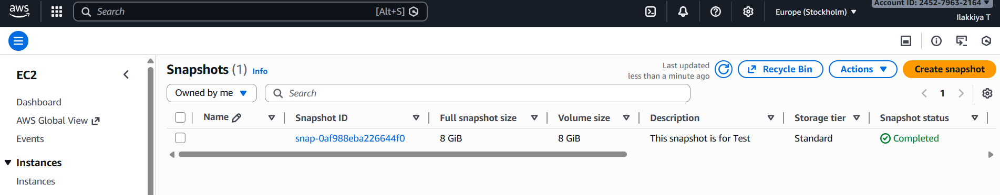 aws
Search [Alt+S]
Europe (Stockholm)
Account ID: 2452-7963-2164
Ilakkiya T
EC2
Dashboard
AWS Global View
Events
Instances
Instances
Snapshots (1) Info
Last updated
less than a minute ago
Recycle Bin
Actions
Create snapshot
Owned by me
Search
1
Name Snapshot ID Full snapshot size Volume size Description Storage tier Snapshot status
snap-0af988eba226644f0 8 GiB 8 GiB This snapshot is for Test Standard Completed